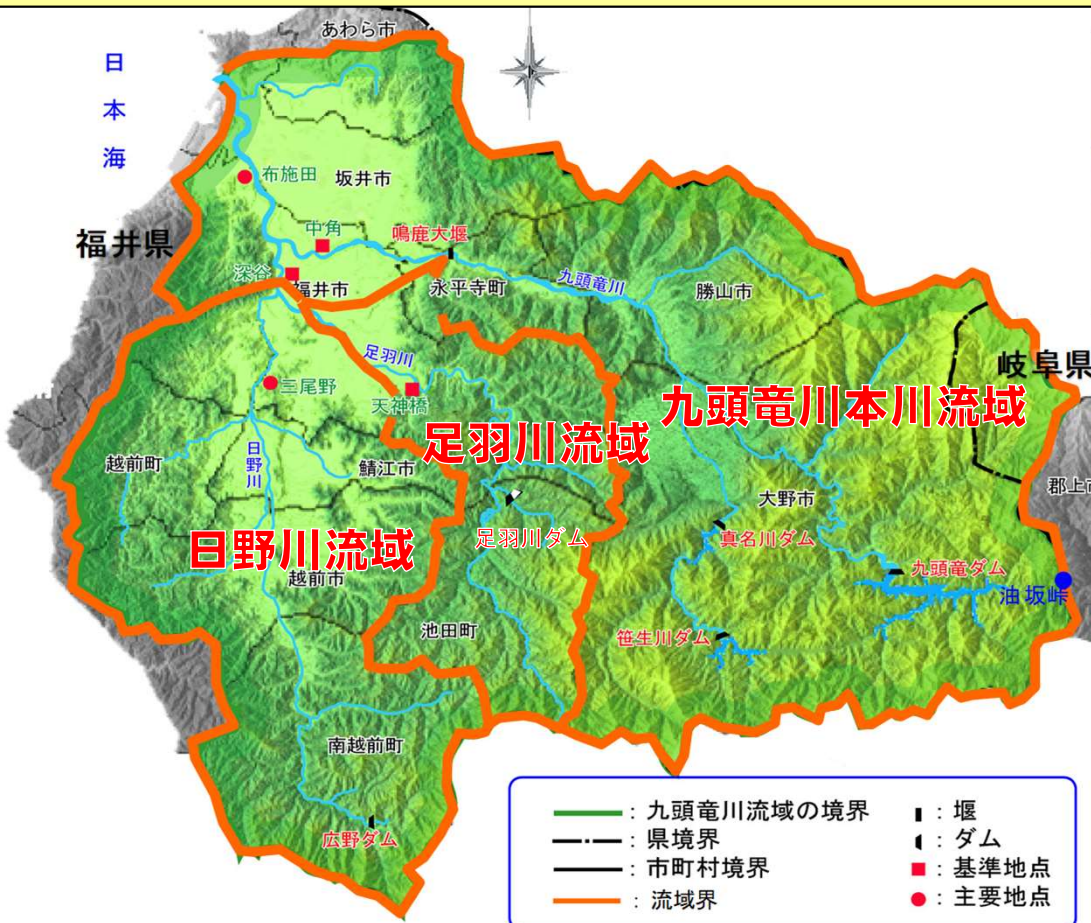 あわら市
日本海
布施田
坂井市
福井県
中角
鳴鹿大堰
深谷
福井市
永平寺町
九頭竜川
勝山市
岐阜県
足羽川
三尾野
天神橋
九頭竜川本川流域
足羽川流域
越前町
日野川
鯖江市
郡上市
大野市
日野川流域
足羽川ダム
真名川ダム
越前市
九頭竜ダム
油坂峠
池田町
笹生川ダム
南越前町
広野ダム
：九頭竜川流域の境界
：堰
：県境界
：ダム
：市町村境界
：基準地点
：流域界
：主要地点